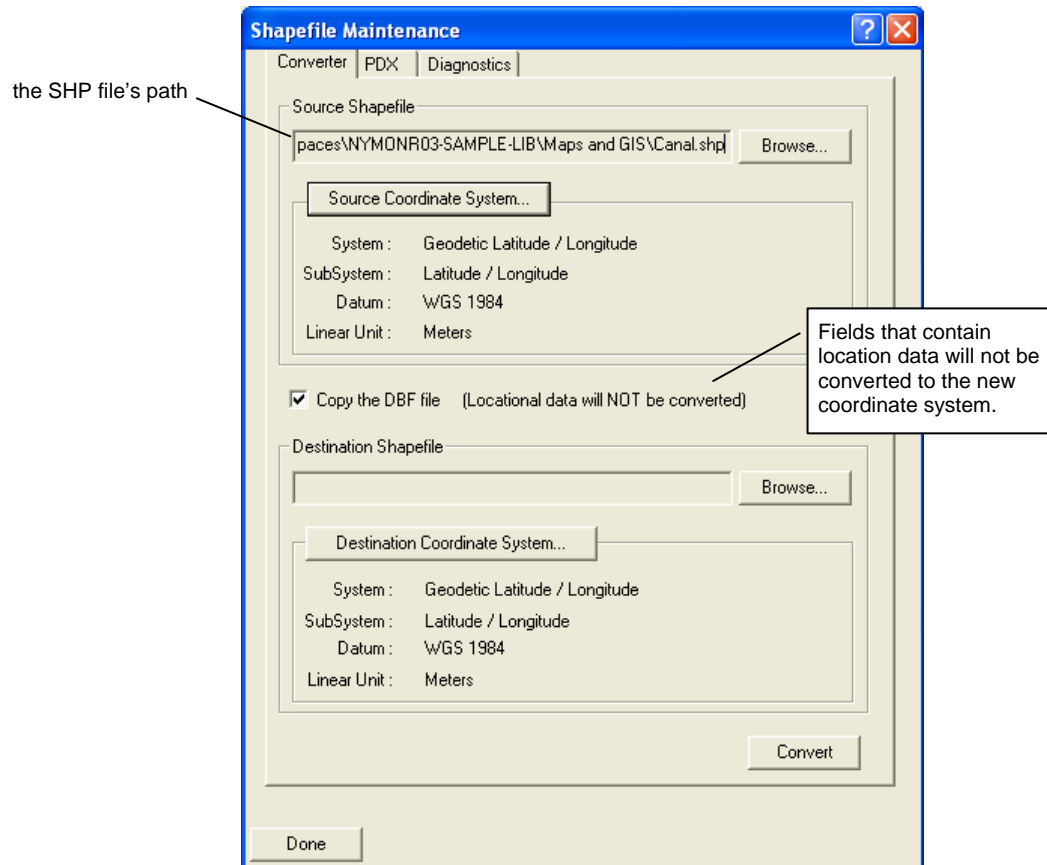 Shapefile Maintenance
Converter PDX Diagnostics
the SHP file's path
Source Shapefile
paces\NYMONR03-SAMPLE-LIB\Maps and GIS\Canal.shp Browse...
Source Coordinate System...
System : Geodetic Latitude / Longitude
SubSystem : Latitude / Longitude
Datum : WGS 1984
Linear Unit : Meters
Fields that contain
location data will not be
converted to the new
coordinate system.
Copy the DBF file (Locational data will NOT be converted)
Destination Shapefile
Browse...
Destination Coordinate System...
System : Geodetic Latitude / Longitude
SubSystem : Latitude / Longitude
Datum : WGS 1984
Linear Unit : Meters
Convert
Done